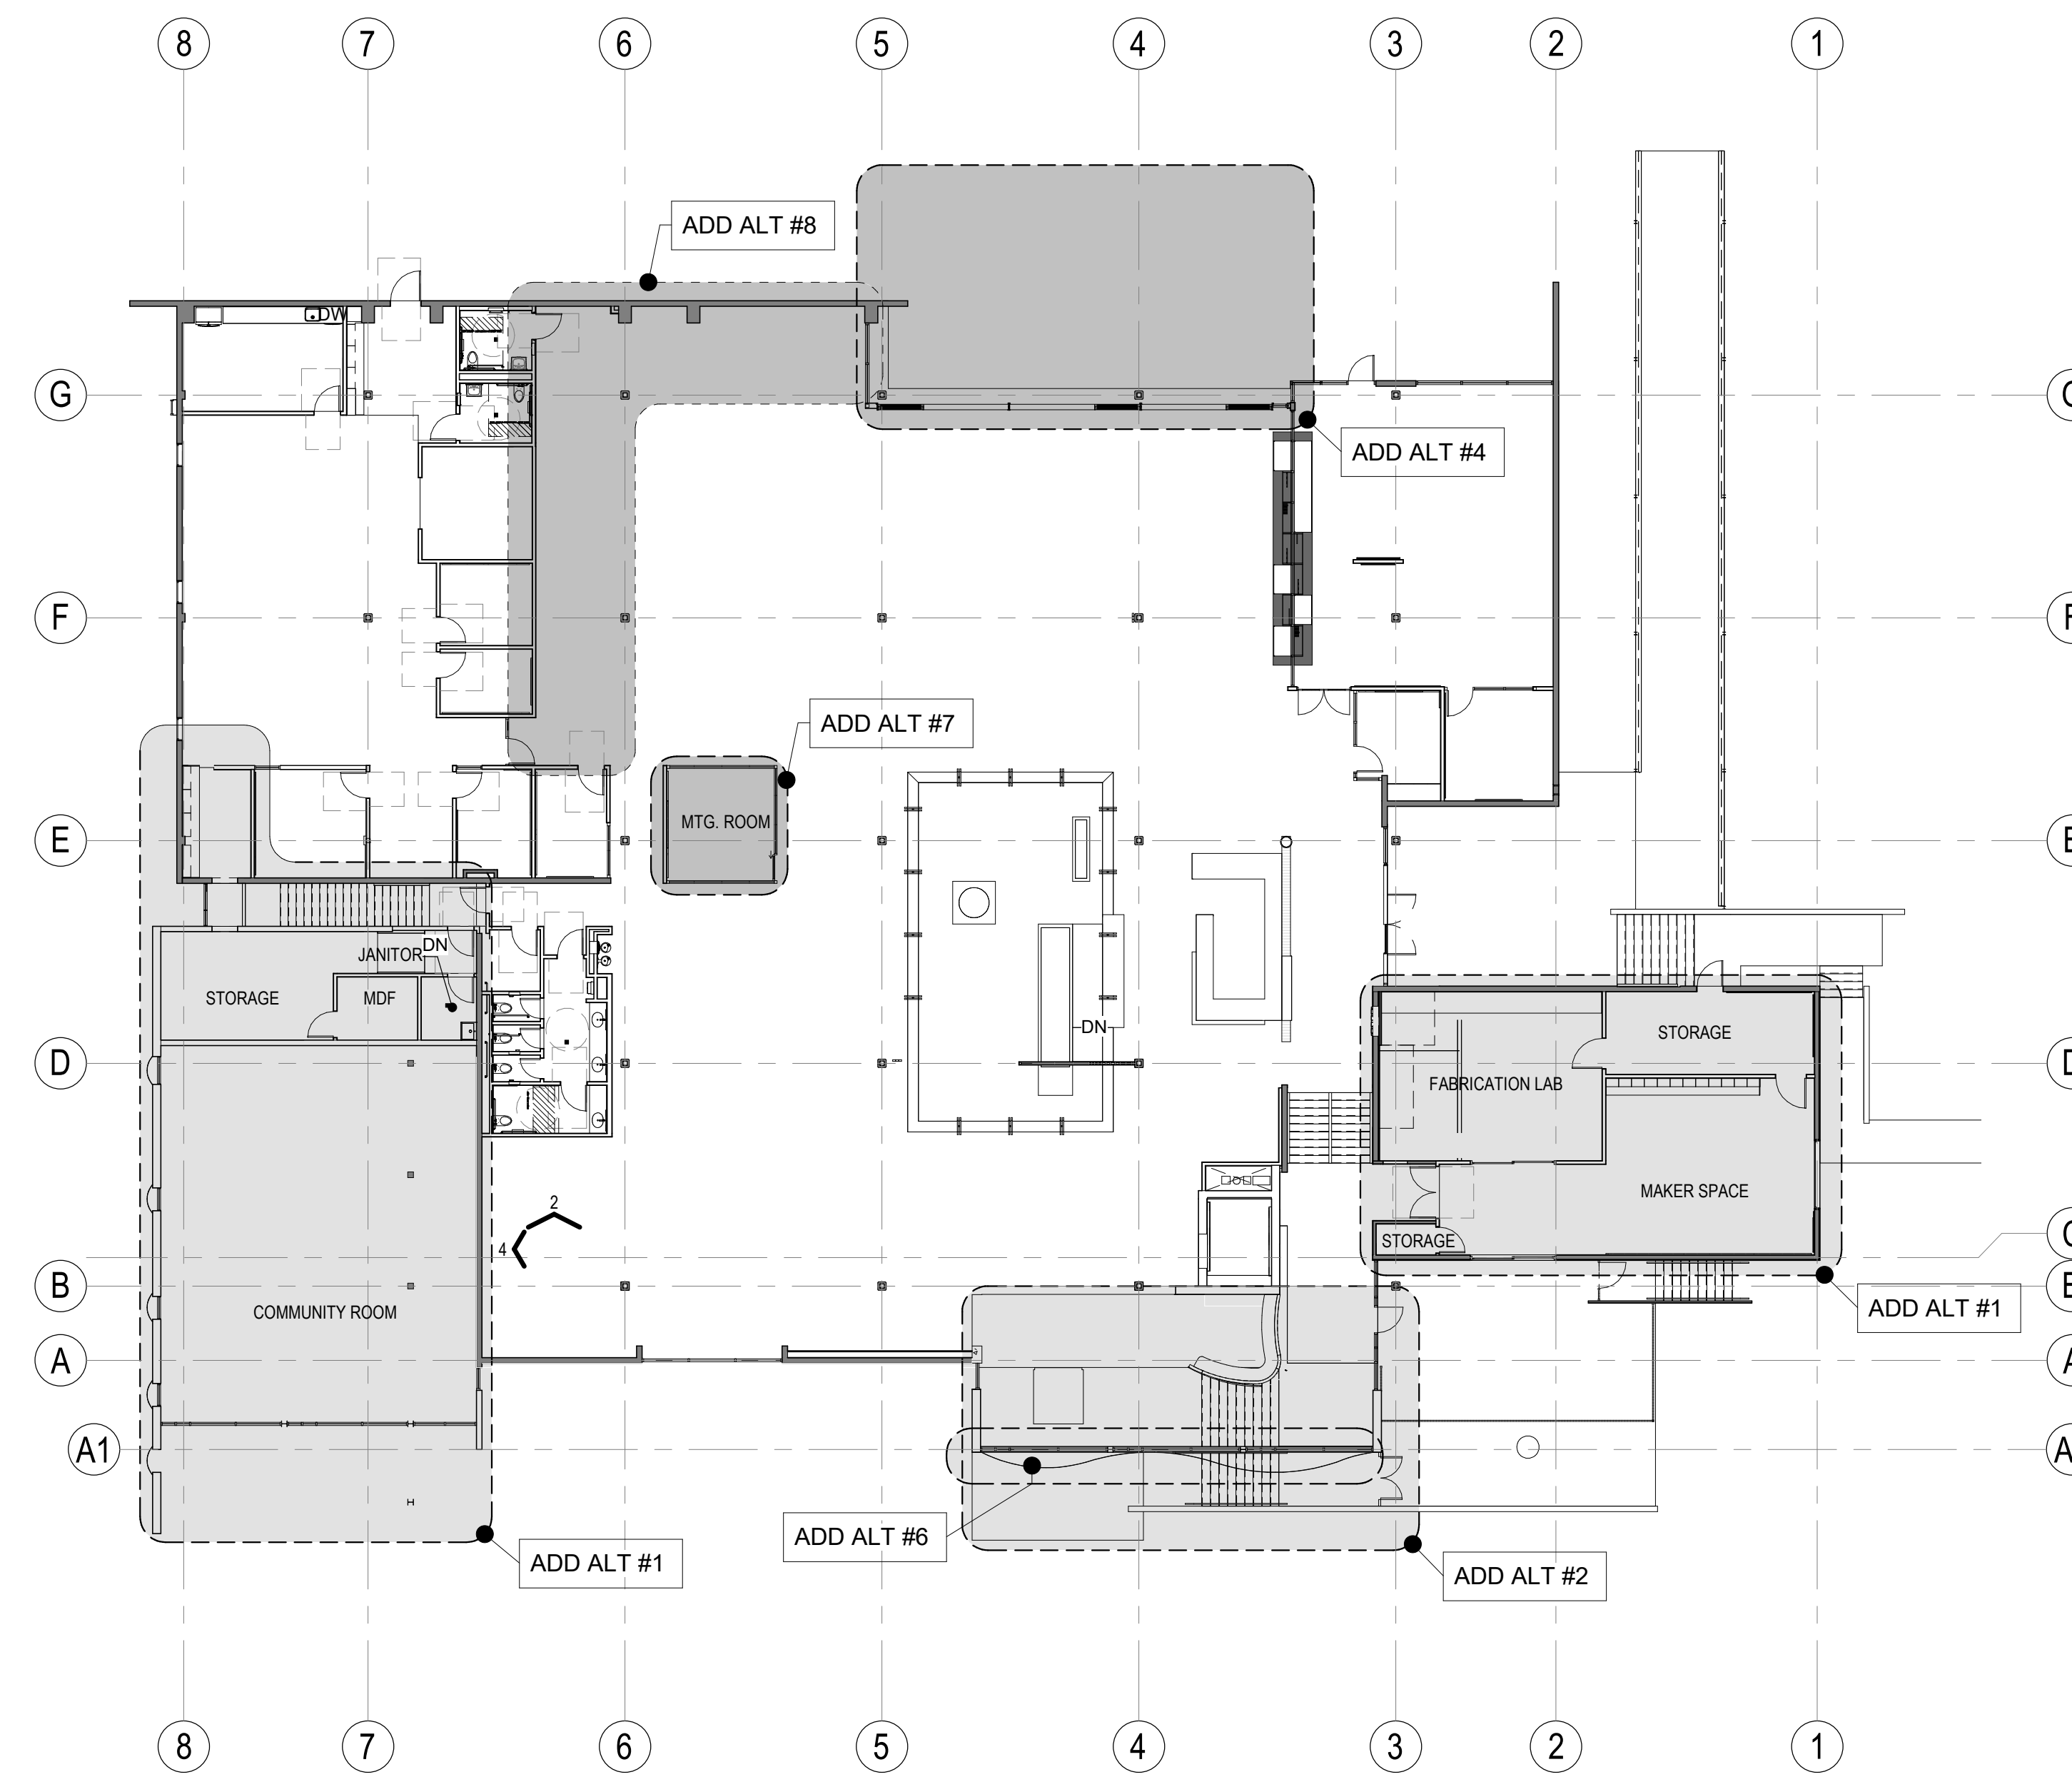 8 7 6 5 4 3 2 1
ADD ALT #8
DW
G
ADD ALT #4
F
ADD ALT #7
MTG. ROOM
E
JANITOR
DN
STORAGE
MDF
DN
STORAGE
D
FABRICATION LAB
MAKER SPACE
2
4
STORAGE
B
COMMUNITY ROOM
ADD ALT #1
A
A1
ADD ALT #6
ADD ALT #1
ADD ALT #2
8 7 6 5 4 3 2 1